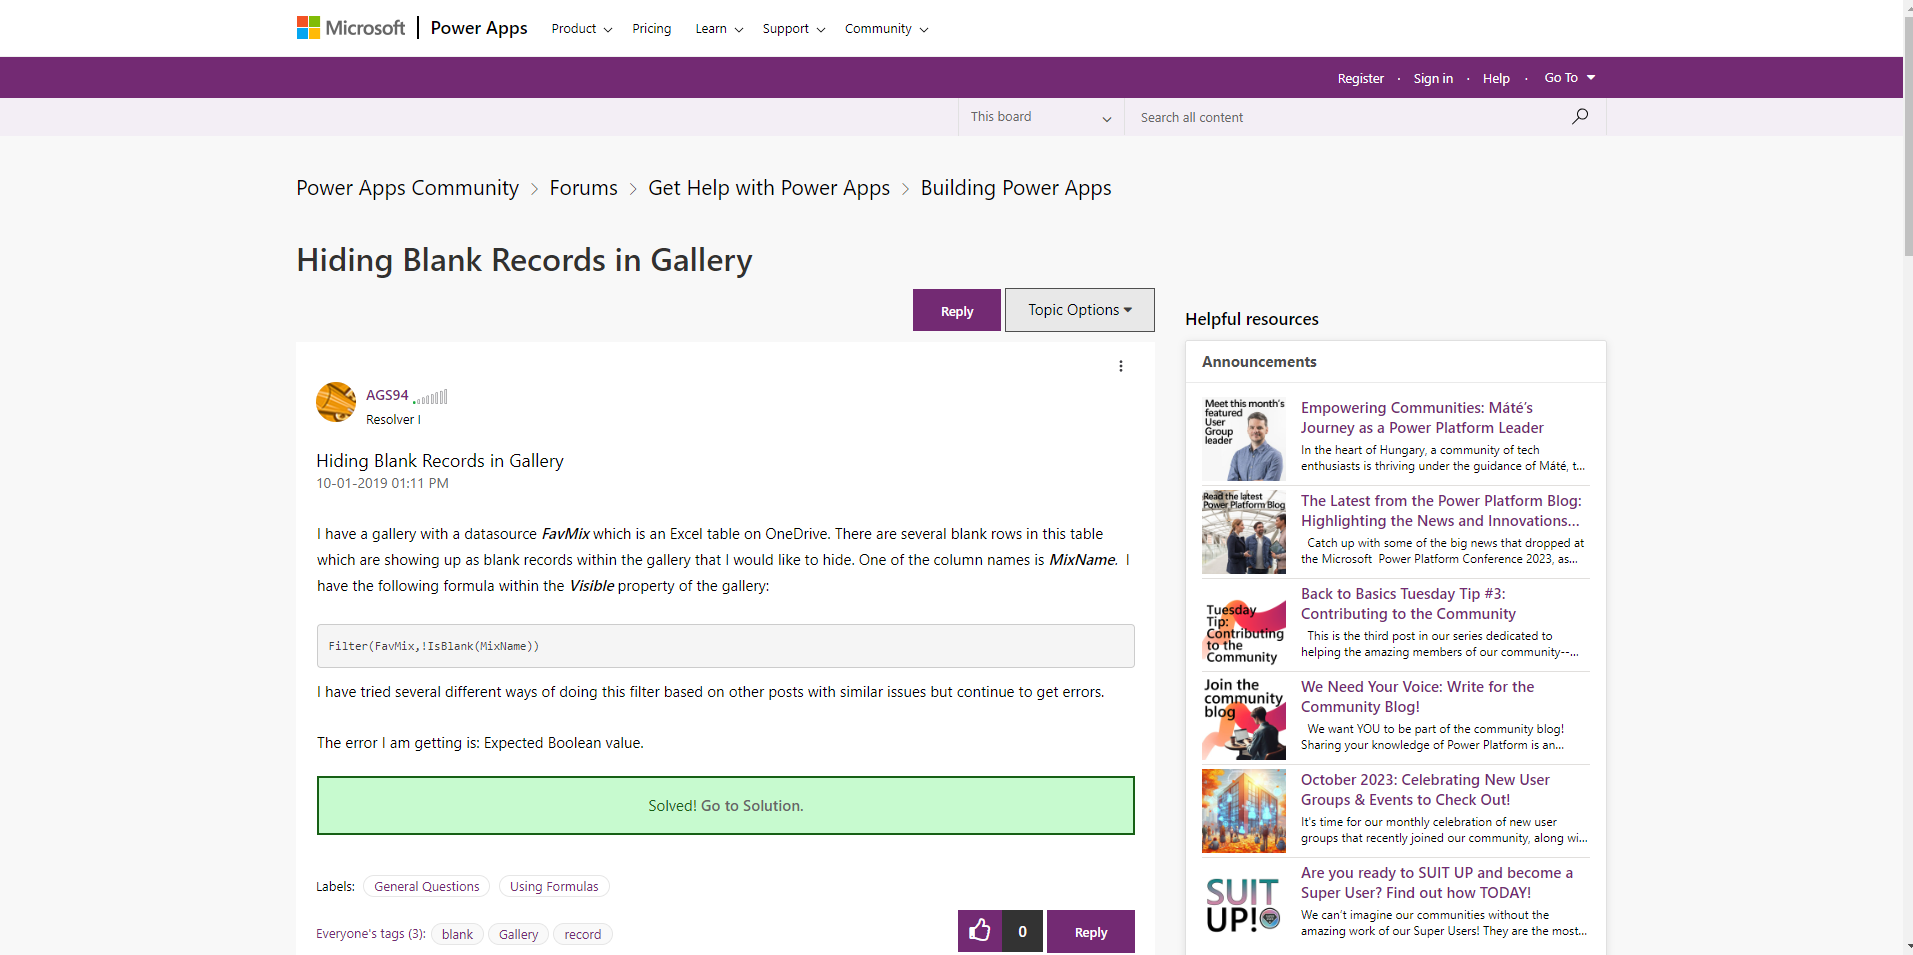 Microsoft | Power Apps Product Pricing Learn Support Community
Register · Sign in · Help · Go To
This board Search all content
Power Apps Community > Forums > Get Help with Power Apps > Building Power Apps
Hiding Blank Records in Gallery
Reply Topic Options
AGS94
Resolver I
Hiding Blank Records in Gallery
10-01-2019 01:11 PM
I have a gallery with a datasource FavMix which is an Excel table on OneDrive. There are several blank rows in this table
which are showing up as blank records within the gallery that I would like to hide. One of the column names is MixName. I
have the following formula within the Visible property of the gallery:
Filter(FavMix,!IsBlank(MixName))
I have tried several different ways of doing this filter based on other posts with similar issues but continue to get errors.
The error I am getting is: Expected Boolean value.
Solved! Go to Solution.
Labels: General Questions Using Formulas
Everyone's tags (3): blank Gallery record
0 Reply
Helpful resources
Announcements
Meet this month's
featured
User
Group
leader
Empowering Communities: Máté’s
Journey as a Power Platform Leader
In the heart of Hungary, a community of tech
enthusiasts is thriving under the guidance of Máté, t...
Read the latest
Power Platform Blog
The Latest from the Power Platform Blog:
Highlighting the News and Innovations...
Catch up with some of the big news that dropped at
the Microsoft Power Platform Conference 2023, as...
Tuesday
Tip:
Contributing
to the
Community
Back to Basics Tuesday Tip #3:
Contributing to the Community
This is the third post in our series dedicated to
helping the amazing members of our community--...
Join the
community
blog
We Need Your Voice: Write for the
Community Blog!
We want YOU to be part of the community blog!
Sharing your knowledge of Power Platform is an...
October 2023: Celebrating New User
Groups & Events to Check Out!
It's time for our monthly celebration of new user
groups that recently joined our community, along wi...
SUIT
UP!
Are you ready to SUIT UP and become a
Super User? Find out how TODAY!
We can’t imagine our communities without the
amazing work of our Super Users! They are the most...